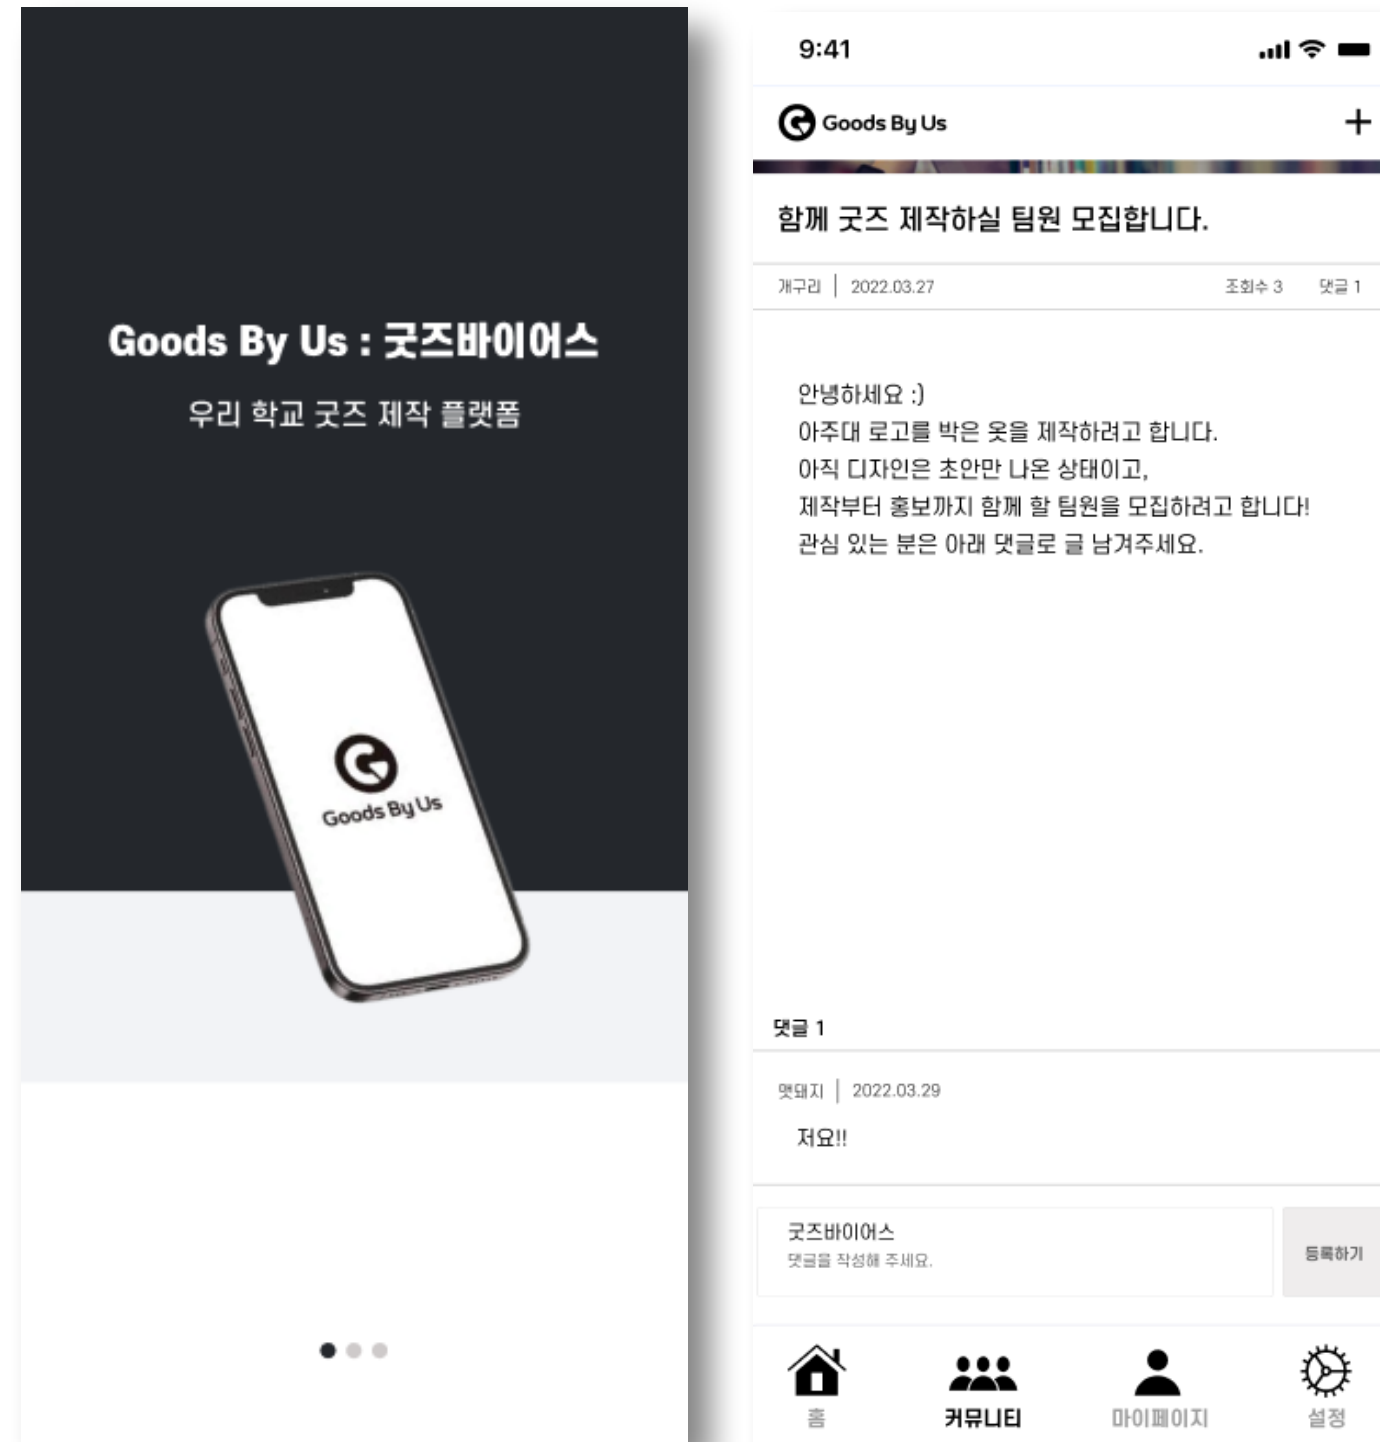 Goods By Us : 굿즈바이어스
우리 학교 굿즈 제작 플랫폼
Goods By Us
9:41
Goods By Us
함께 굿즈 제작하실 팀원 모집합니다.
개구리 | 2022.03.27 조회수 3 댓글 1
안녕하세요 :)
아주대 로고를 박은 옷을 제작하려고 합니다.
아직 디자인은 초안만 나온 상태이고,
제작부터 홍보까지 함께 할 팀원을 모집하려고 합니다!
관심 있는 분은 아래 댓글로 글 남겨주세요.
댓글 1
맷돼지 | 2022.03.29
저요!!
굿즈바이어스
댓글을 작성해 주세요.
등록하기
홈 커뮤니티 마이페이지 설정